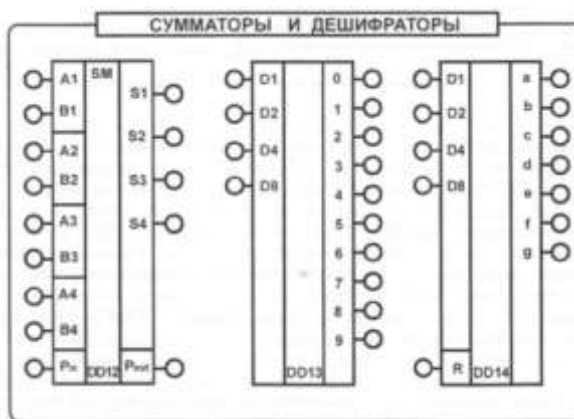 СУММАТОРЫ И ДЕШИФРАТОРЫ
A1 SM S1
B1
A2 S2
B2 S3
A3 S4
B3
A4
B4
Pin DD12 Pout
D1 0
D2 1
D4 2
D8 3
4
5
6
7
8
9
DD13
D1 a
D2 b
D4 c
D8 d
e
f
g
R DD14